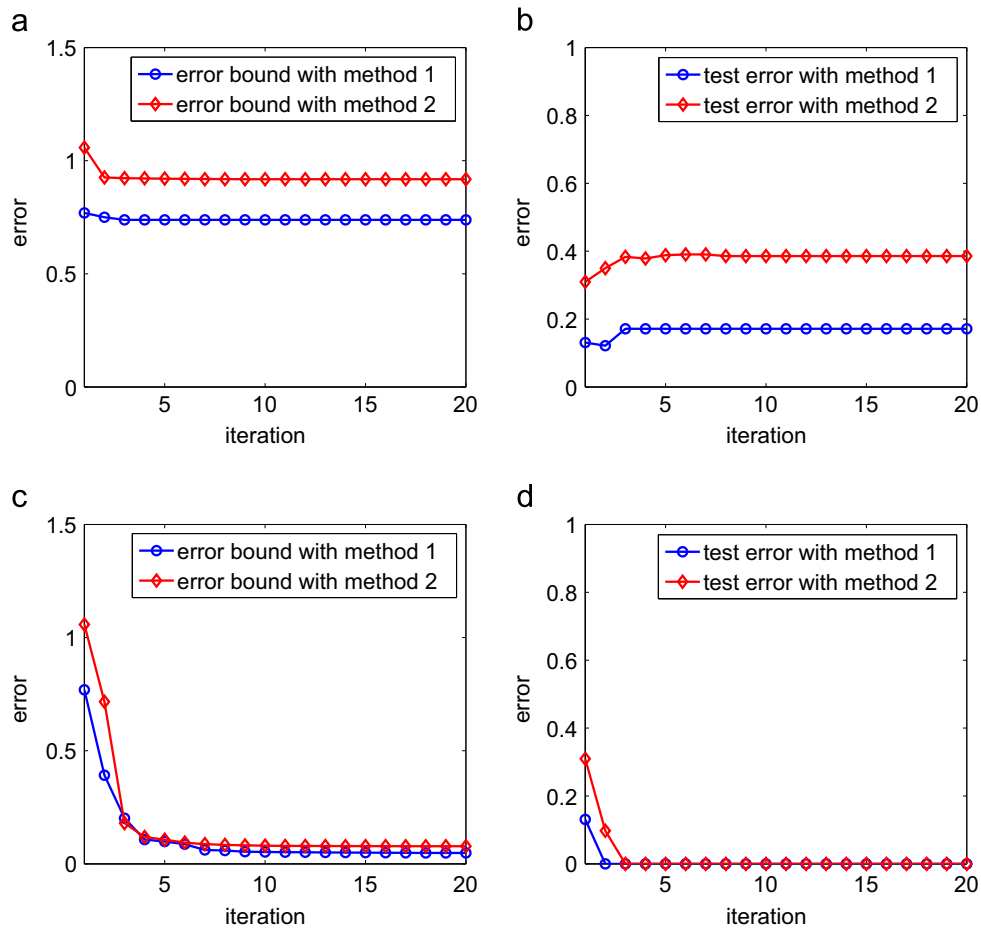 a
1.5
error bound with method 1
error bound with method 2
1
error
0.5
0
5
10
15
20
iteration
b
1
test error with method 1
test error with method 2
0.8
0.6
error
0.4
0.2
0
5
10
15
20
iteration
c
1.5
error bound with method 1
error bound with method 2
1
error
0.5
0
5
10
15
20
iteration
d
1
test error with method 1
test error with method 2
0.8
0.6
error
0.4
0.2
0
5
10
15
20
iteration